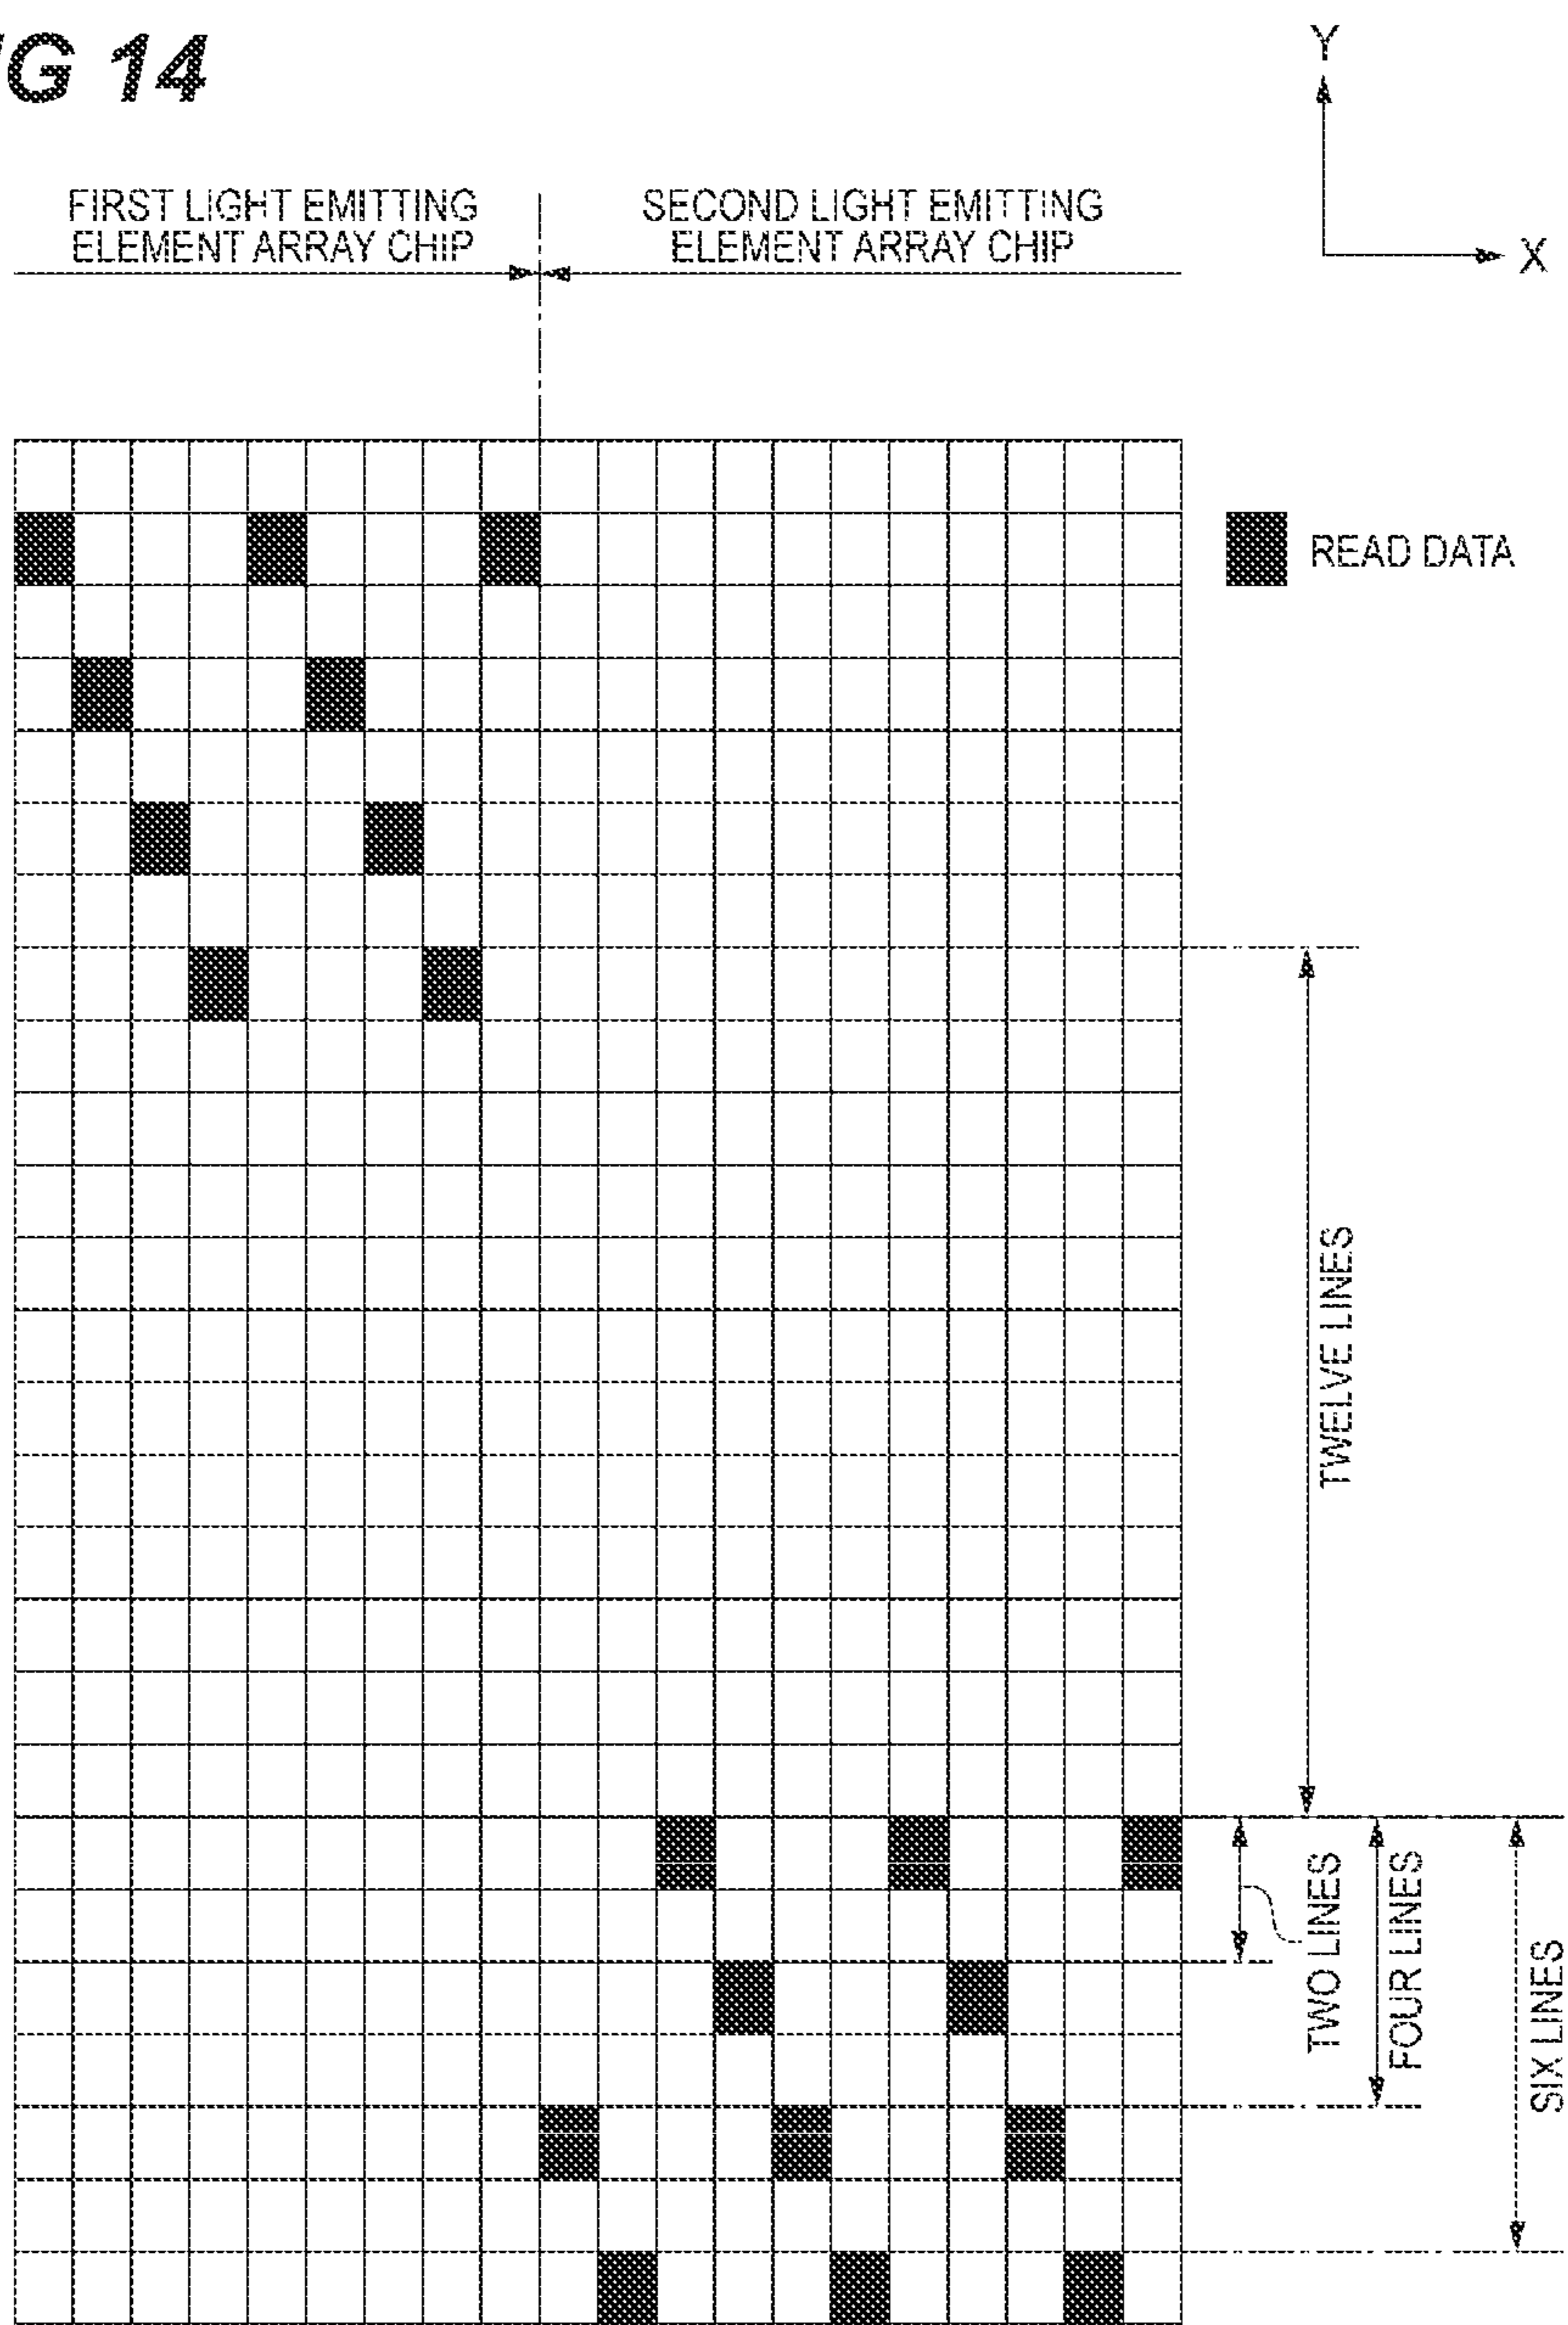 G 14
Y
X
FIRST LIGHT EMITTING
ELEMENT ARRAY CHIP
SECOND LIGHT EMITTING
ELEMENT ARRAY CHIP
READ DATA
TWELVE LINES
TWO LINES
FOUR LINES
SIX LINES